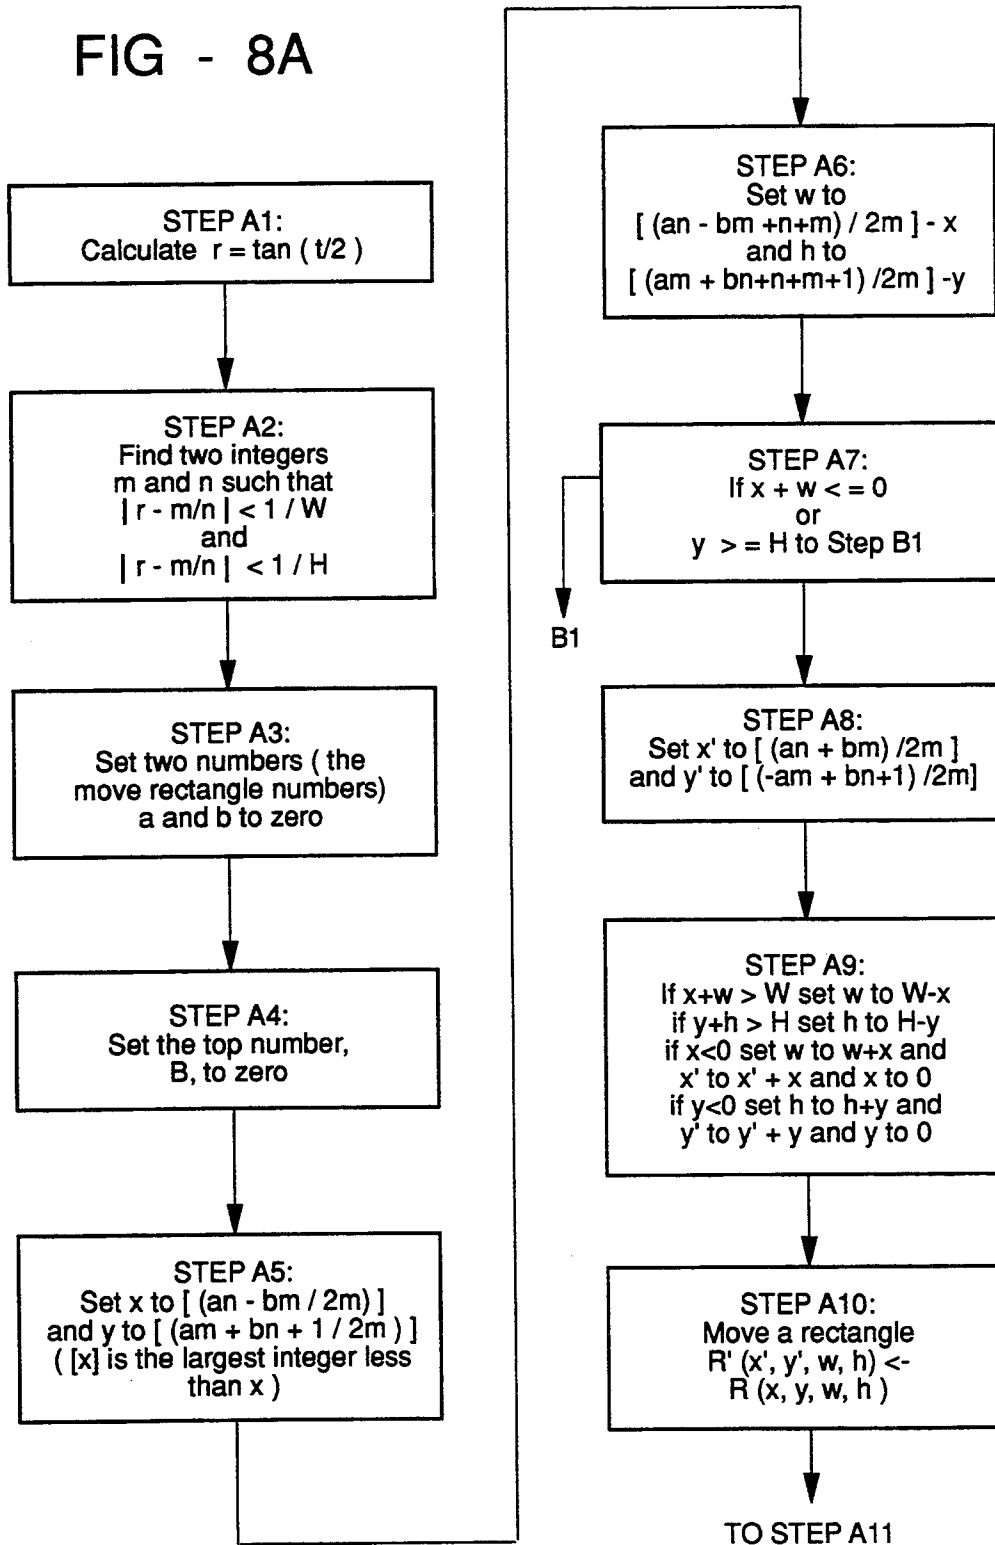 FIG - 8A
STEP A1:
Calculate r = tan ( t/2 )
STEP A2:
Find two integers
m and n such that
| r - m/n | < 1 / W
and
| r - m/n | < 1 / H
STEP A3:
Set two numbers ( the
move rectangle numbers)
a and b to zero
STEP A4:
Set the top number,
B, to zero
STEP A5:
Set x to [ (an - bm / 2m) ]
and y to [ (am + bn + 1 / 2m ) ]
( [x] is the largest integer less
than x )
STEP A6:
Set w to
[ (an - bm +n+m) / 2m ] - x
and h to
[ (am + bn+n+m+1) /2m ] -y
STEP A7:
If x + w < = 0
or
y > = H to Step B1
B1
STEP A8:
Set x' to [ (an + bm) /2m ]
and y' to [ (-am + bn+1) /2m]
STEP A9:
If x+w > W set w to W-x
if y+h > H set h to H-y
if x<0 set w to w+x and
x' to x' + x and x to 0
if y<0 set h to h+y and
y' to y' + y and y to 0
STEP A10:
Move a rectangle
R' (x', y', w, h) <-
R (x, y, w, h )
TO STEP A11